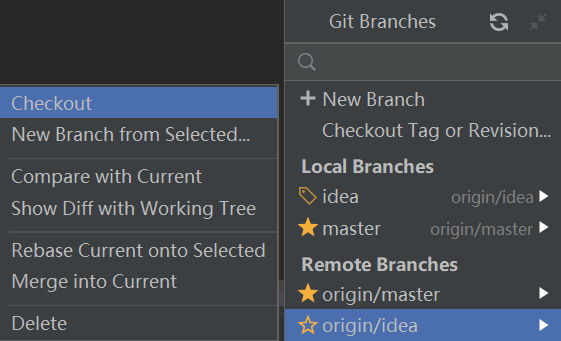 Git Branches
New Branch
Checkout Tag or Revision...
Local Branches
idea origin/idea
master origin/master
Remote Branches
origin/master
origin/idea
Checkout
New Branch from Selected...
Compare with Current
Show Diff with Working Tree
Rebase Current onto Selected
Merge into Current
Delete